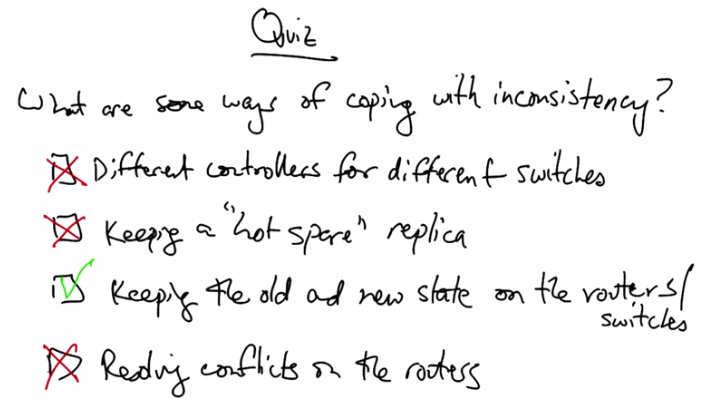 Quiz
What are some ways of coping with inconsistency?
Different controllers for different switches
Keeping a "hot spare" replica
Keeping the old ad new state on the routers/
switches
Resolving conflicts on the routers